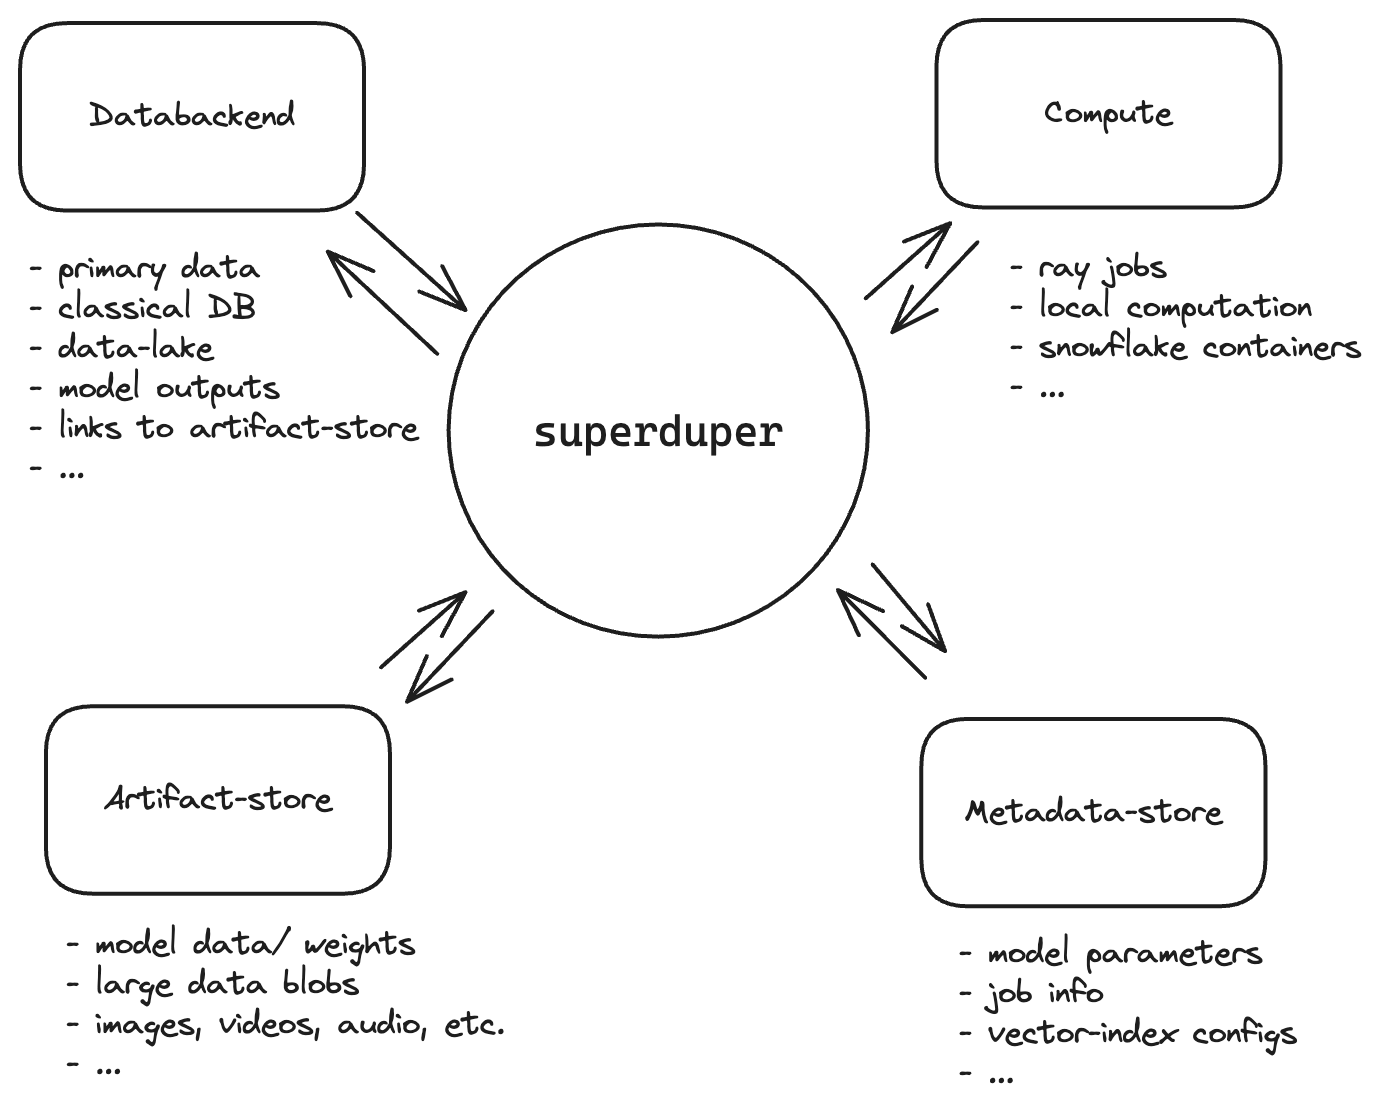 Databackend
- primary data
- classical DB
- data-lake
- model outputs
- links to artifact-store
- ...
Compute
- ray jobs
- local computation
- snowflake containers
- ...
superduper
Artifact-store
- model data/ weights
- large data blobs
- images, videos, audio, etc.
- ...
Metadata-store
- model parameters
- job info
- vector-index configs
- ...